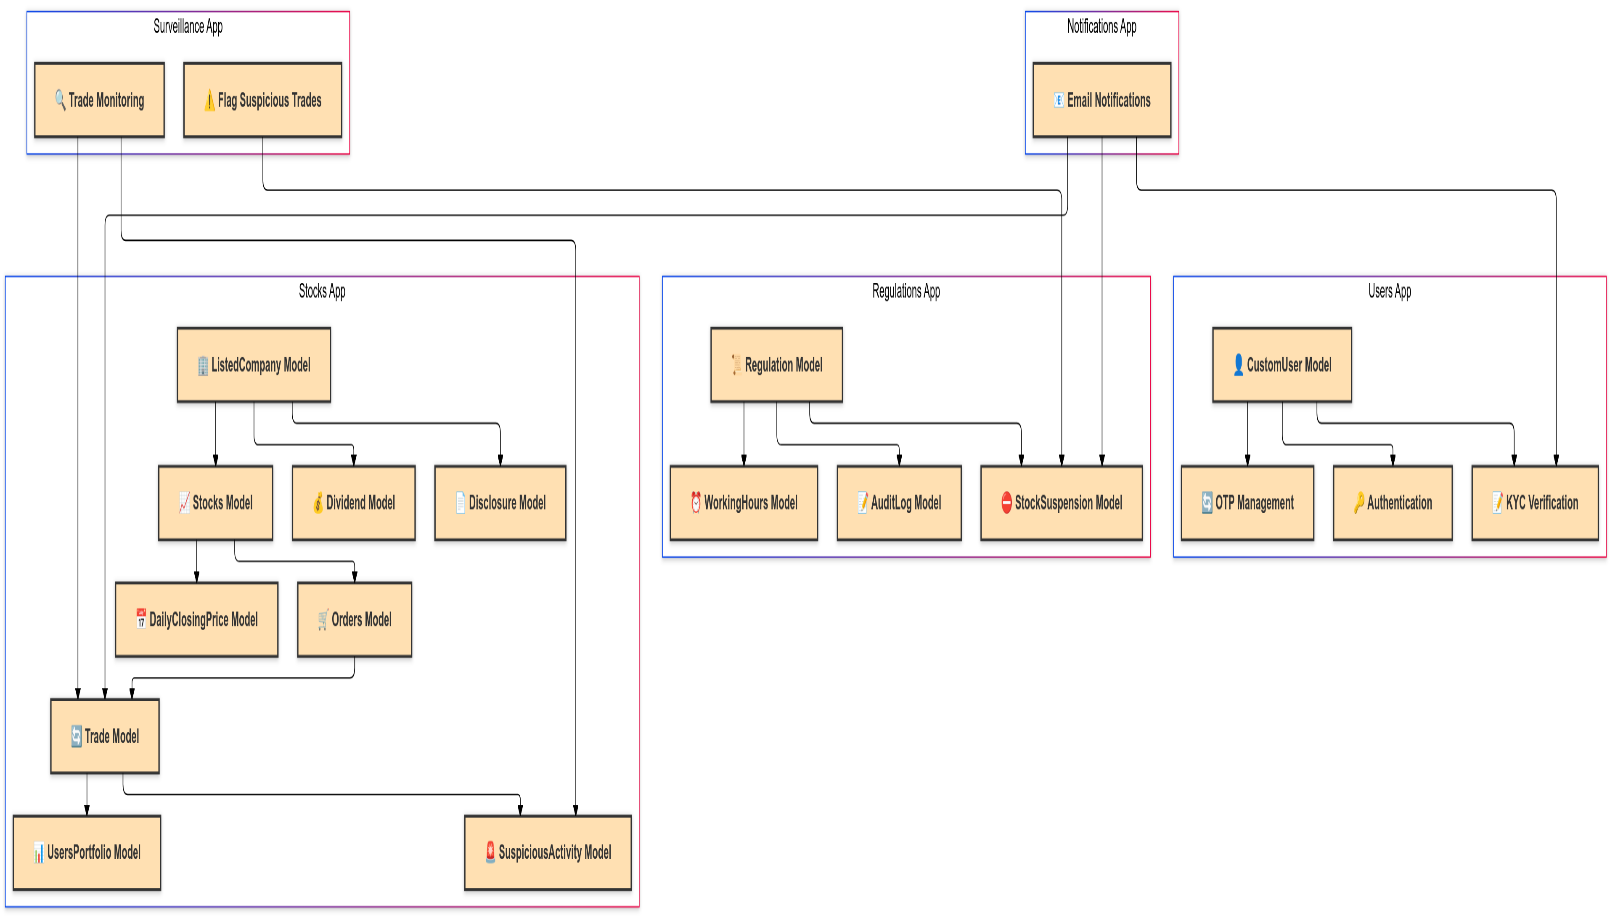 Surveillance App
Notifications App
Trade Monitoring
Flag Suspicious Trades
Email Notifications
Stocks App
Regulations App
Users App
ListedCompany Model
Regulation Model
CustomUser Model
Stocks Model
Dividend Model
Disclosure Model
WorkingHours Model
AuditLog Model
StockSuspension Model
OTP Management
Authentication
KYC Verification
DailyClosingPrice Model
Orders Model
Trade Model
UsersPortfolio Model
SuspiciousActivity Model